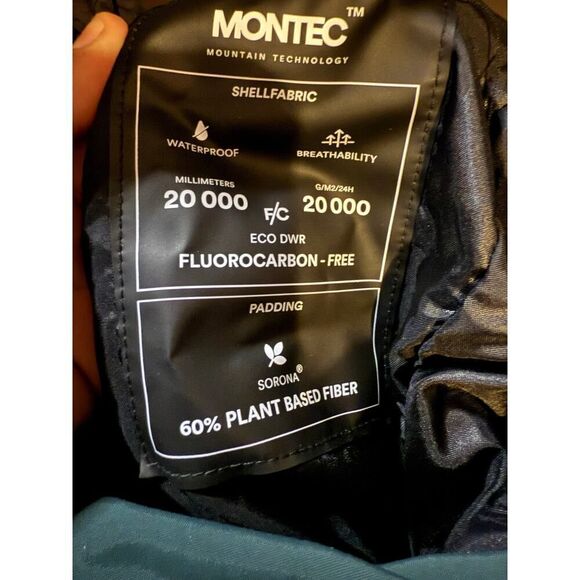 MONTEC™
MOUNTAIN TECHNOLOGY
SHELLFABRIC
WATERPROOF
BREATHABILITY
MILLIMETERS
G/M2/24H
20 000
F/C
20 000
ECO DWR
FLUOROCARBON - FREE
PADDING
SORONA®
60% PLANT BASED FIBER